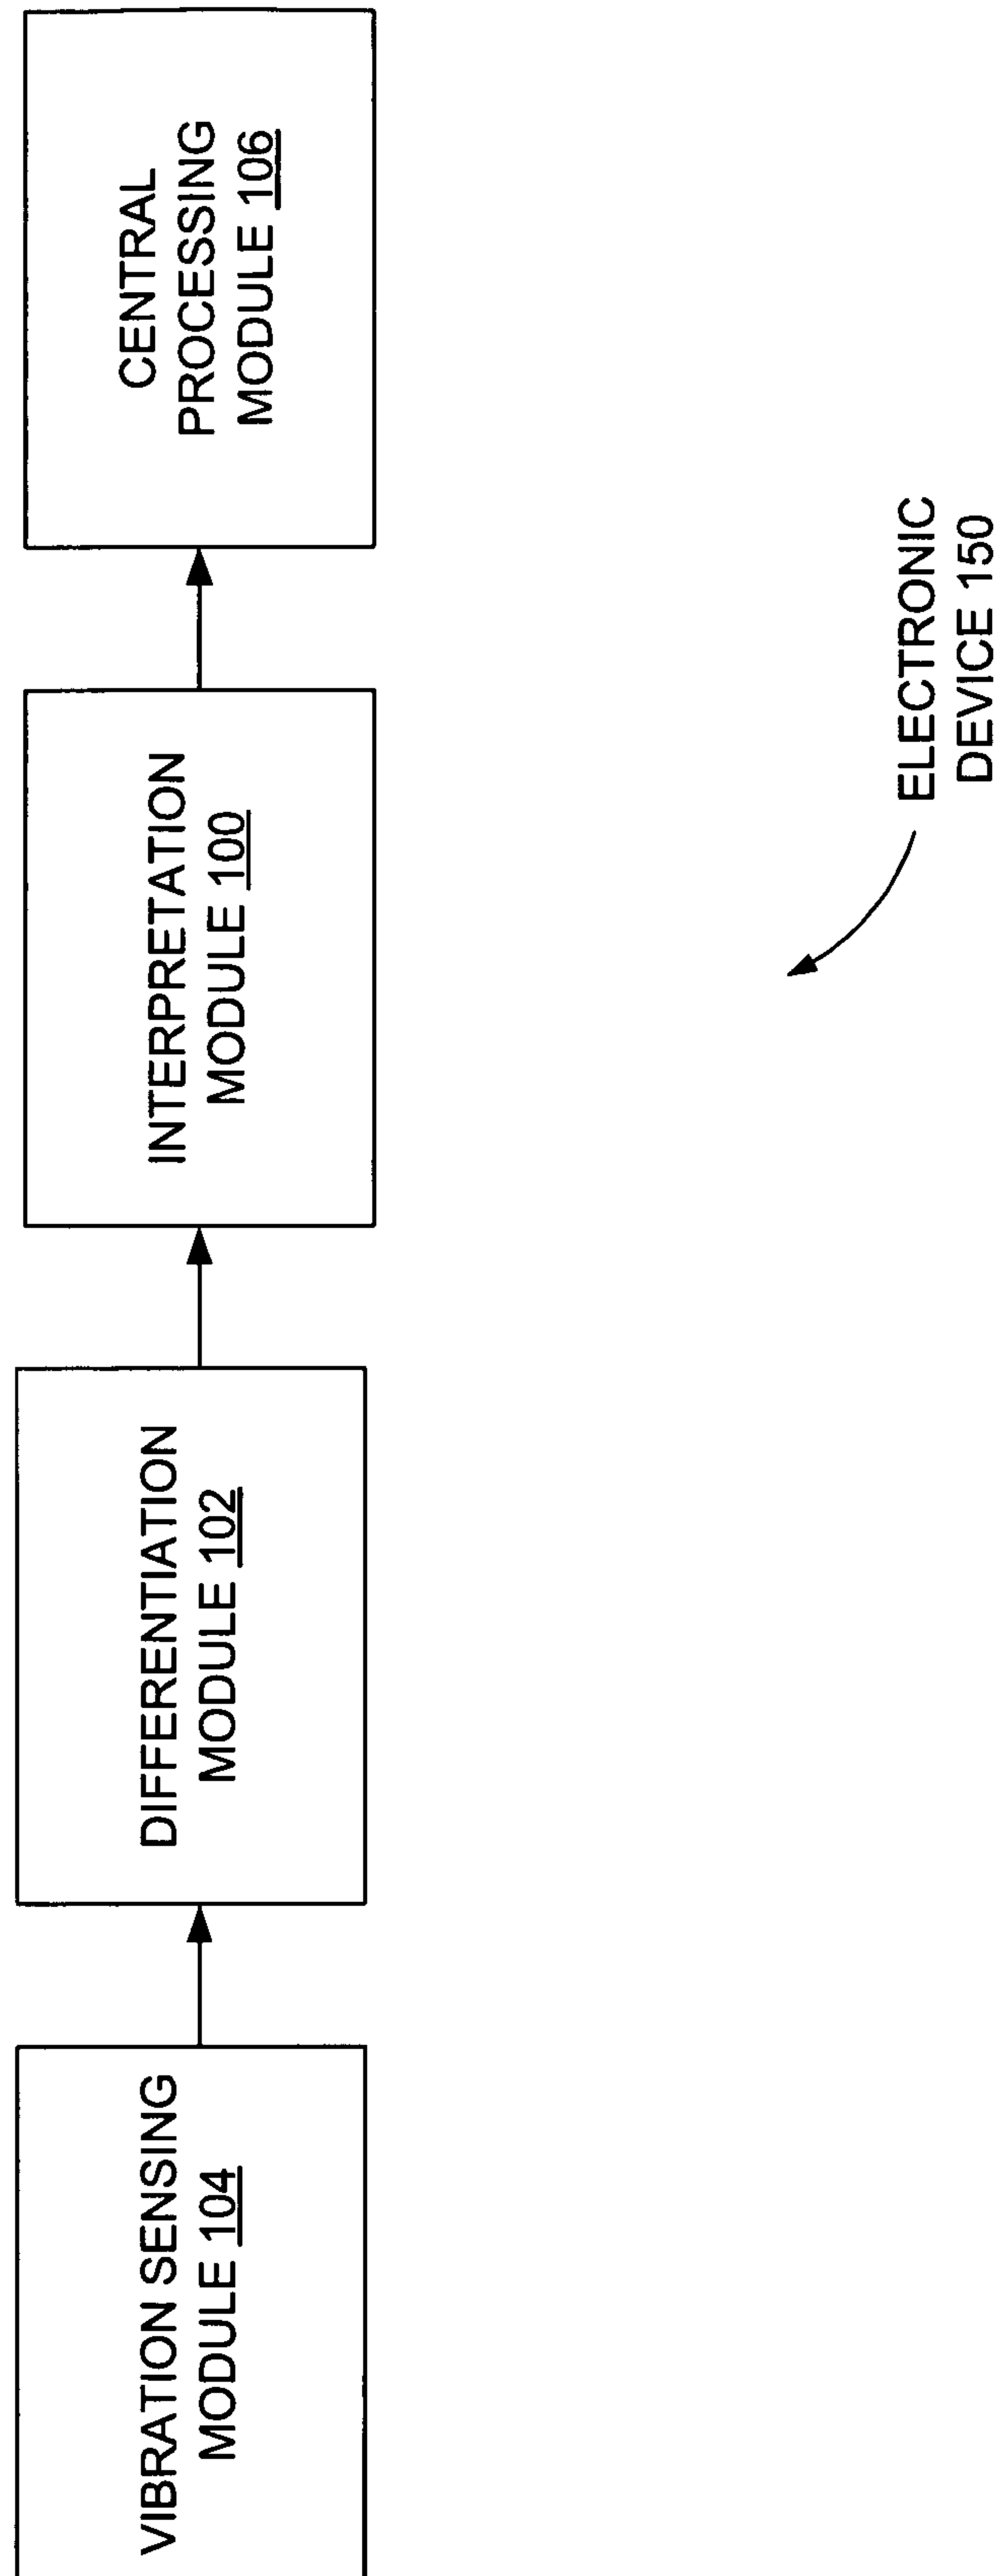 VIBRATION SENSING
MODULE 104
DIFFERENTIATION
MODULE 102
INTERPRETATION
MODULE 100
CENTRAL
PROCESSING
MODULE 106
ELECTRONIC
DEVICE 150